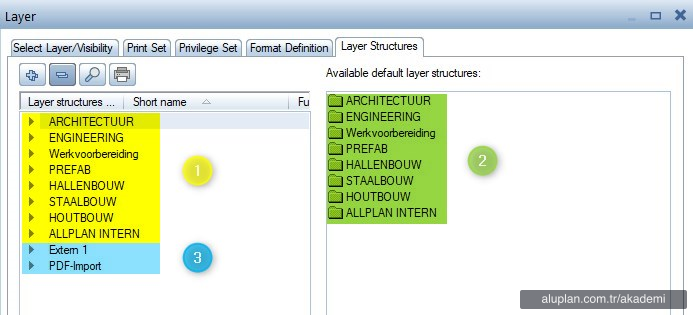 Layer
Select Layer/Visibility
Print Set
Privilege Set
Format Definition
Layer Structures
Available default layer structures:
Layer structures ...
Short name
Fu
ARCHITECTUUR
ENGINEERING
Werkvoorbereiding
PREFAB
HALLENBOUW
STAALBOUW
HOUTBOUW
ALLPLAN INTERN
Extern 1
PDF-Import
1
3
ARCHITECTUUR
ENGINEERING
Werkvoorbereiding
PREFAB
HALLENBOUW
STAALBOUW
HOUTBOUW
ALLPLAN INTERN
2
aluplan.com.tr/akademi